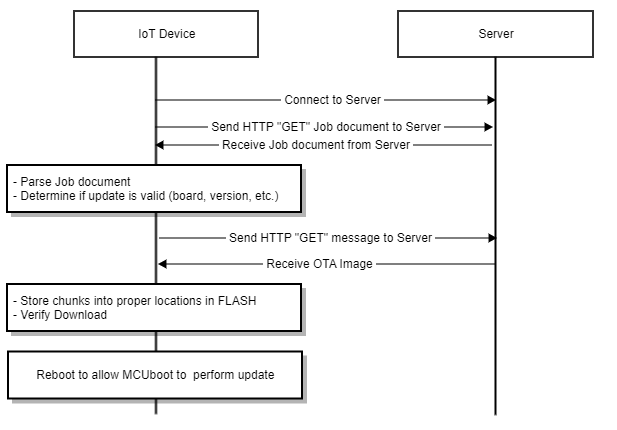 IoT Device
Server
Connect to Server
Send HTTP "GET" Job document to Server
Receive Job document from Server
- Parse Job document
- Determine if update is valid (board, version, etc.)
Send HTTP "GET" message to Server
Receive OTA Image
- Store chunks into proper locations in FLASH
- Verify Download
Reboot to allow MCUboot to  perform update